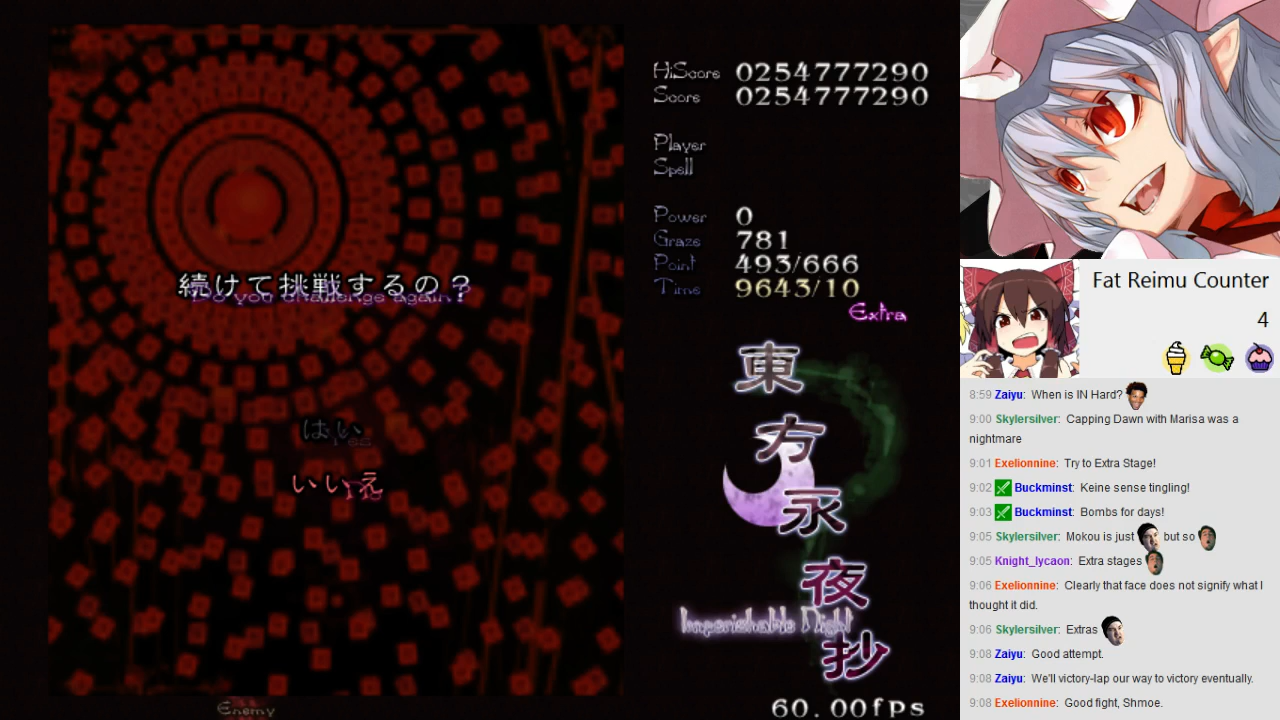 HiScore 0254777290
Score 0254777290
Player
Spell
Power 0
Graze 781
Point 493/666
Time 9643/10
Extra
続けて挑戦するの？
Do you challenge again?
はい
Yes
いいえ
No
東方永夜抄
Imperishable Night
Enemy
60.00fps
Fat Reimu Counter
4
8:59 Zaiyu: When is IN Hard?
9:00 Skylersilver: Capping Dawn with Marisa was a
nightmare
9:01 Exelionnine: Try to Extra Stage!
9:02 Buckminst: Keine sense tingling!
9:03 Buckminst: Bombs for days!
9:05 Skylersilver: Mokou is just but so
9:05 Knight_lycaon: Extra stages
9:06 Exelionnine: Clearly that face does not signify what I
thought it did.
9:06 Skylersilver: Extras
9:08 Zaiyu: Good attempt.
9:08 Zaiyu: We'll victory-lap our way to victory eventually.
9:08 Exelionnine: Good fight, Shmoe.